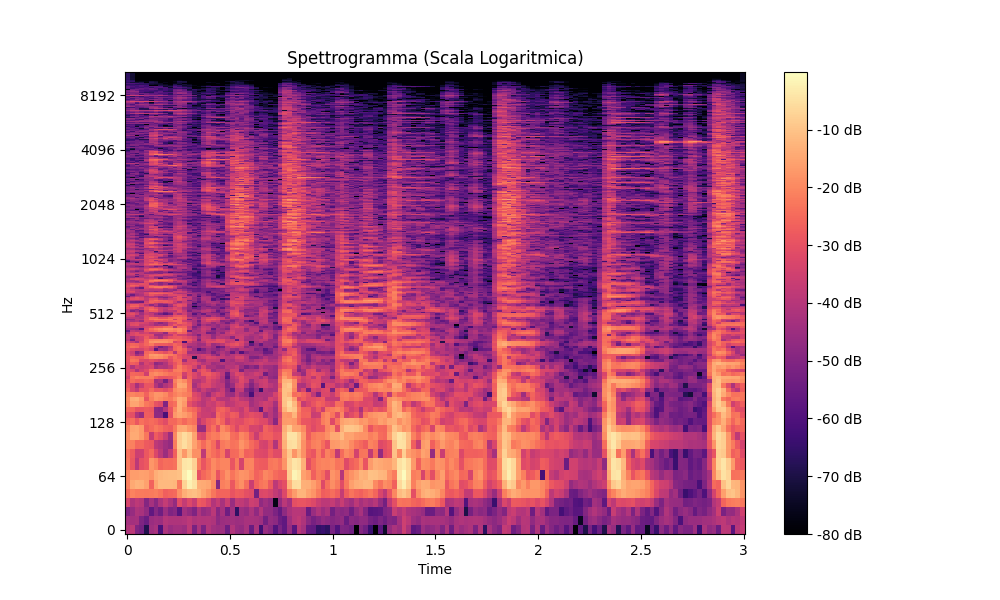 Spettrogramma (Scala Logaritmica)
8192
4096
2048
1024
512
256
128
64
0
Hz
0
0.5
1
1.5
2
2.5
3
Time
-10 dB
-20 dB
-30 dB
-40 dB
-50 dB
-60 dB
-70 dB
-80 dB